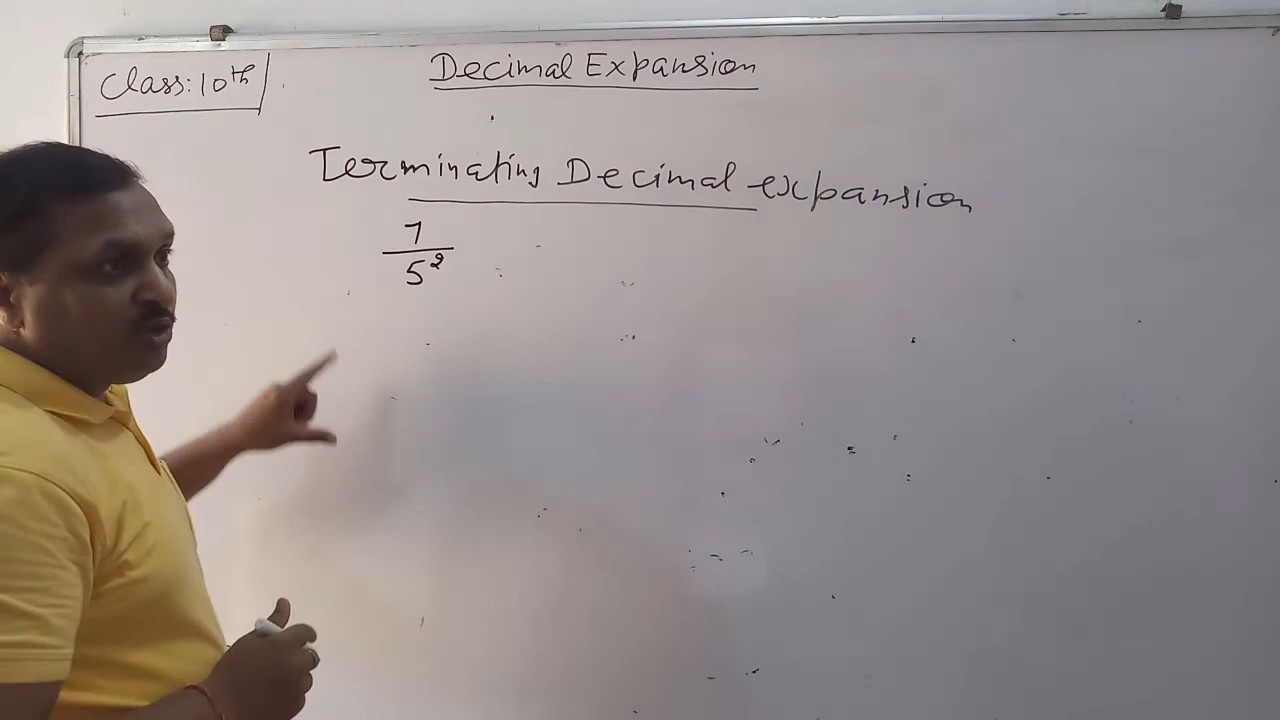 Class: 10th
Decimal Expansion
Terminating Decimal expansion
7
5²